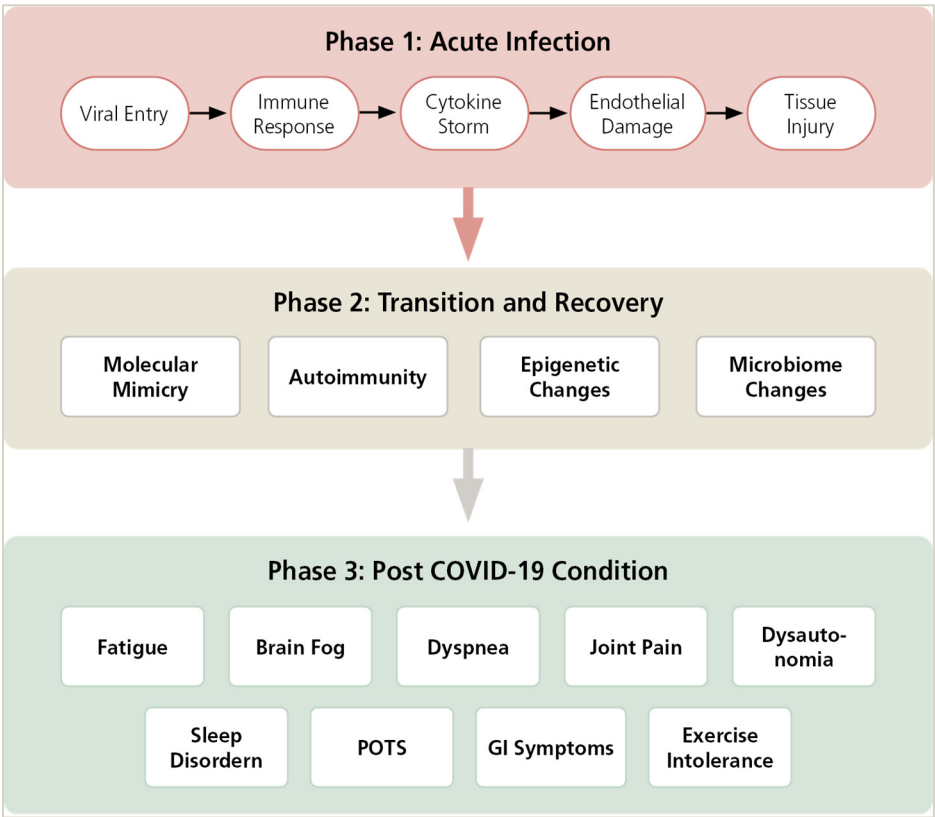 Phase 1: Acute Infection
Viral Entry
Immune
Response
Cytokine
Storm
Endothelial
Damage
Tissue
Injury
Phase 2: Transition and Recovery
Molecular
Mimicry
Autoimmunity
Epigenetic
Changes
Microbiome
Changes
Phase 3: Post COVID-19 Condition
Fatigue
Brain Fog
Dyspnea
Joint Pain
Dysauto-
nomia
Sleep
Disordern
POTS
GI Symptoms
Exercise
Intolerance